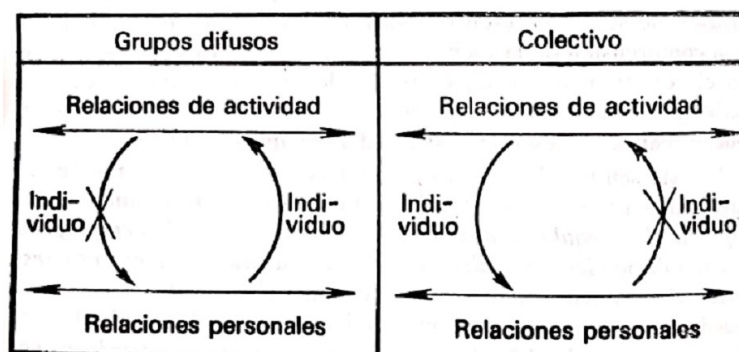 Grupos difusos
Colectivo
Relaciones de actividad
Indi-
viduo
Indi-
viduo
Relaciones personales
Relaciones de actividad
Indi-
viduo
Indi-
viduo
Relaciones personales